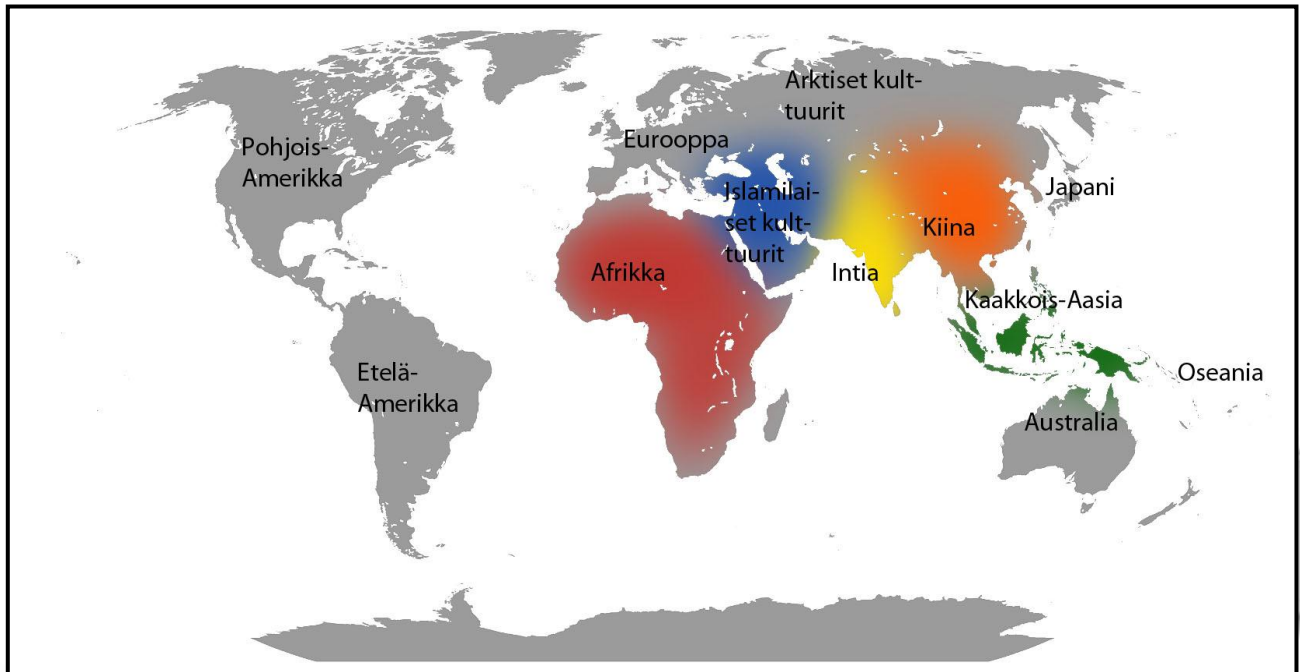 Arktiset kult-
tuurit
Eurooppa
Pohjois-
Amerikka
Islamilai-
set kult-
tuurit
Japani
Kiina
Afrikka
Intia
Kaakkois-Aasia
Etelä-
Amerikka
Oseania
Australia